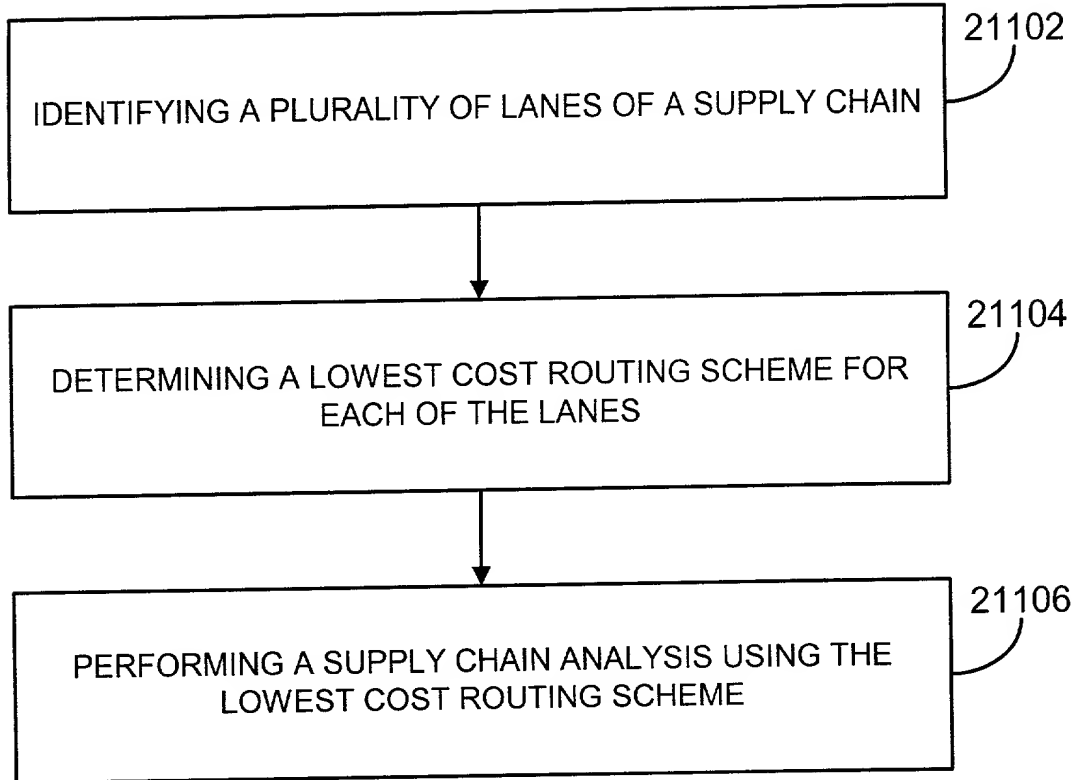 21102
IDENTIFYING A PLURALITY OF LANES OF A SUPPLY CHAIN
21104
DETERMINING A LOWEST COST ROUTING SCHEME FOR
EACH OF THE LANES
21106
PERFORMING A SUPPLY CHAIN ANALYSIS USING THE
LOWEST COST ROUTING SCHEME